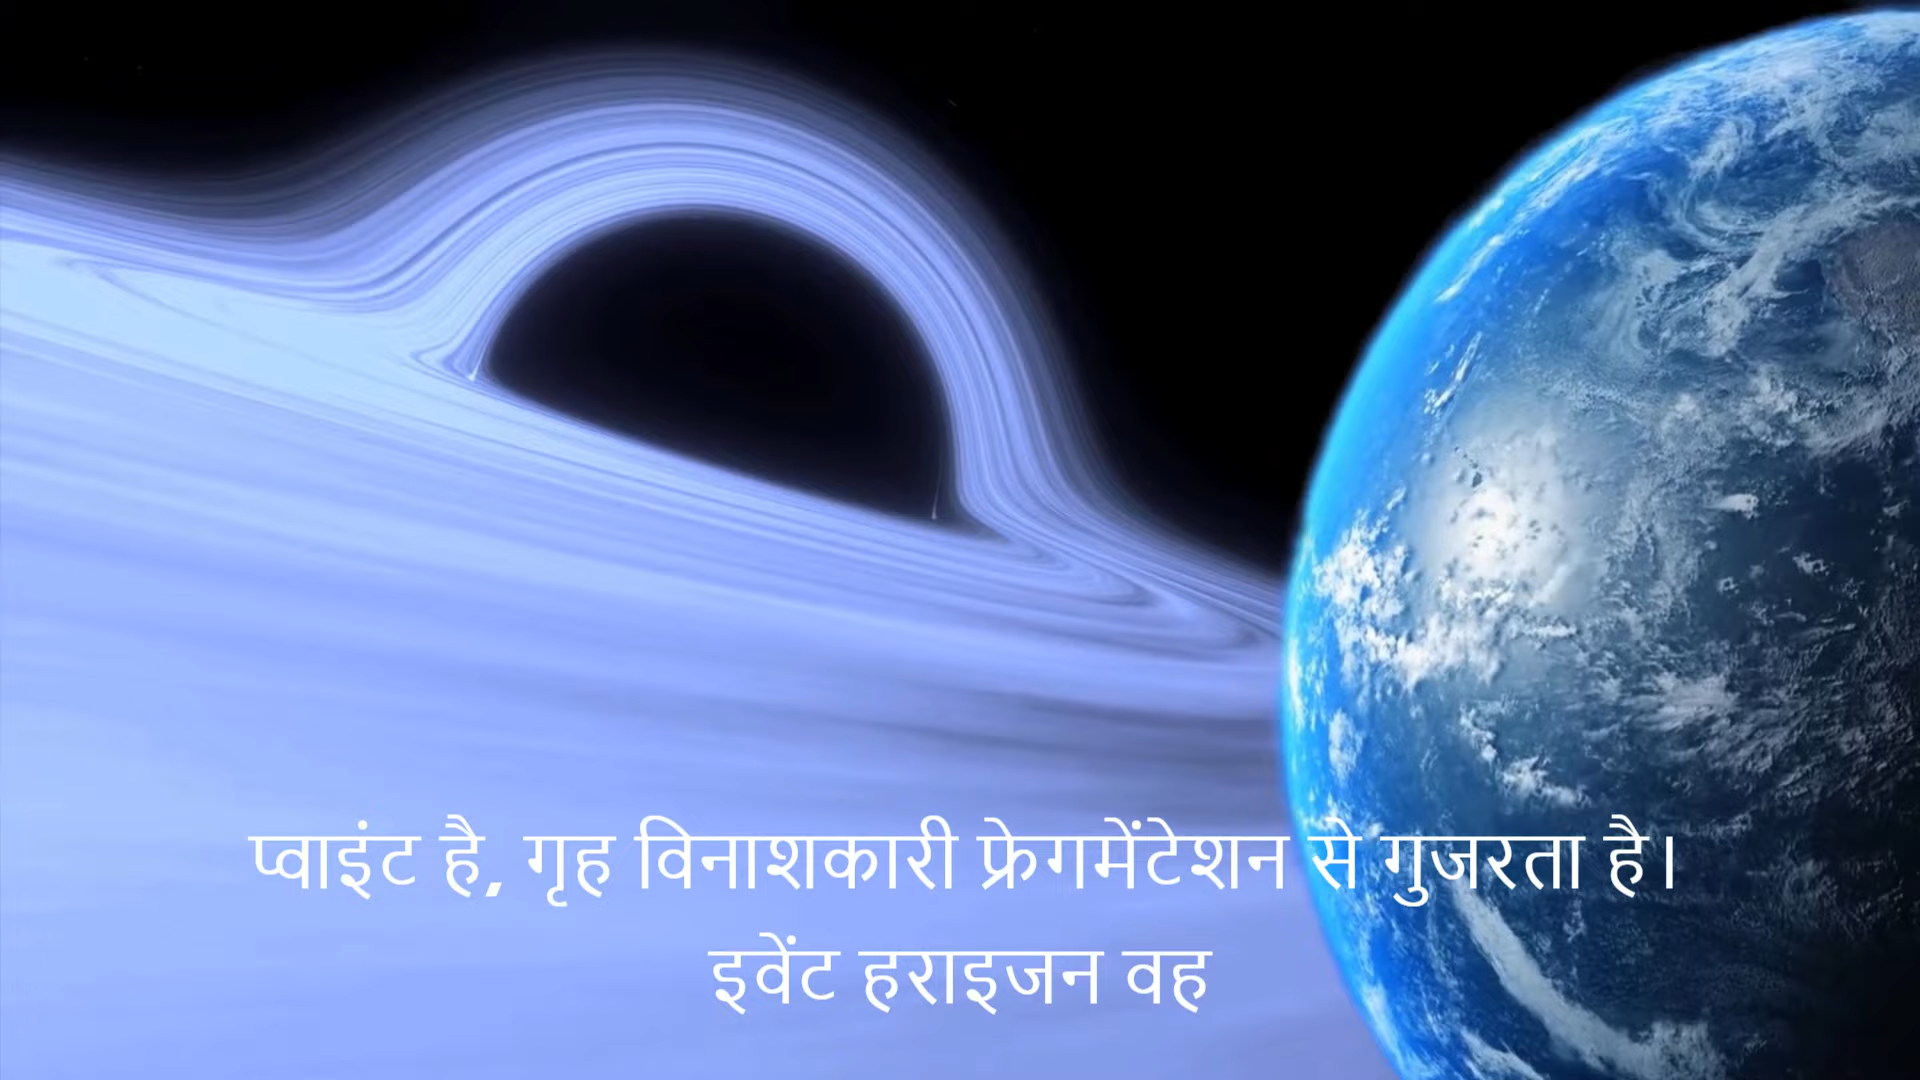 प्वाइंट है, गृह विनाशकारी फ्रेगमेंटेशन से गुजरता है।
इवेंट हराइजन वह